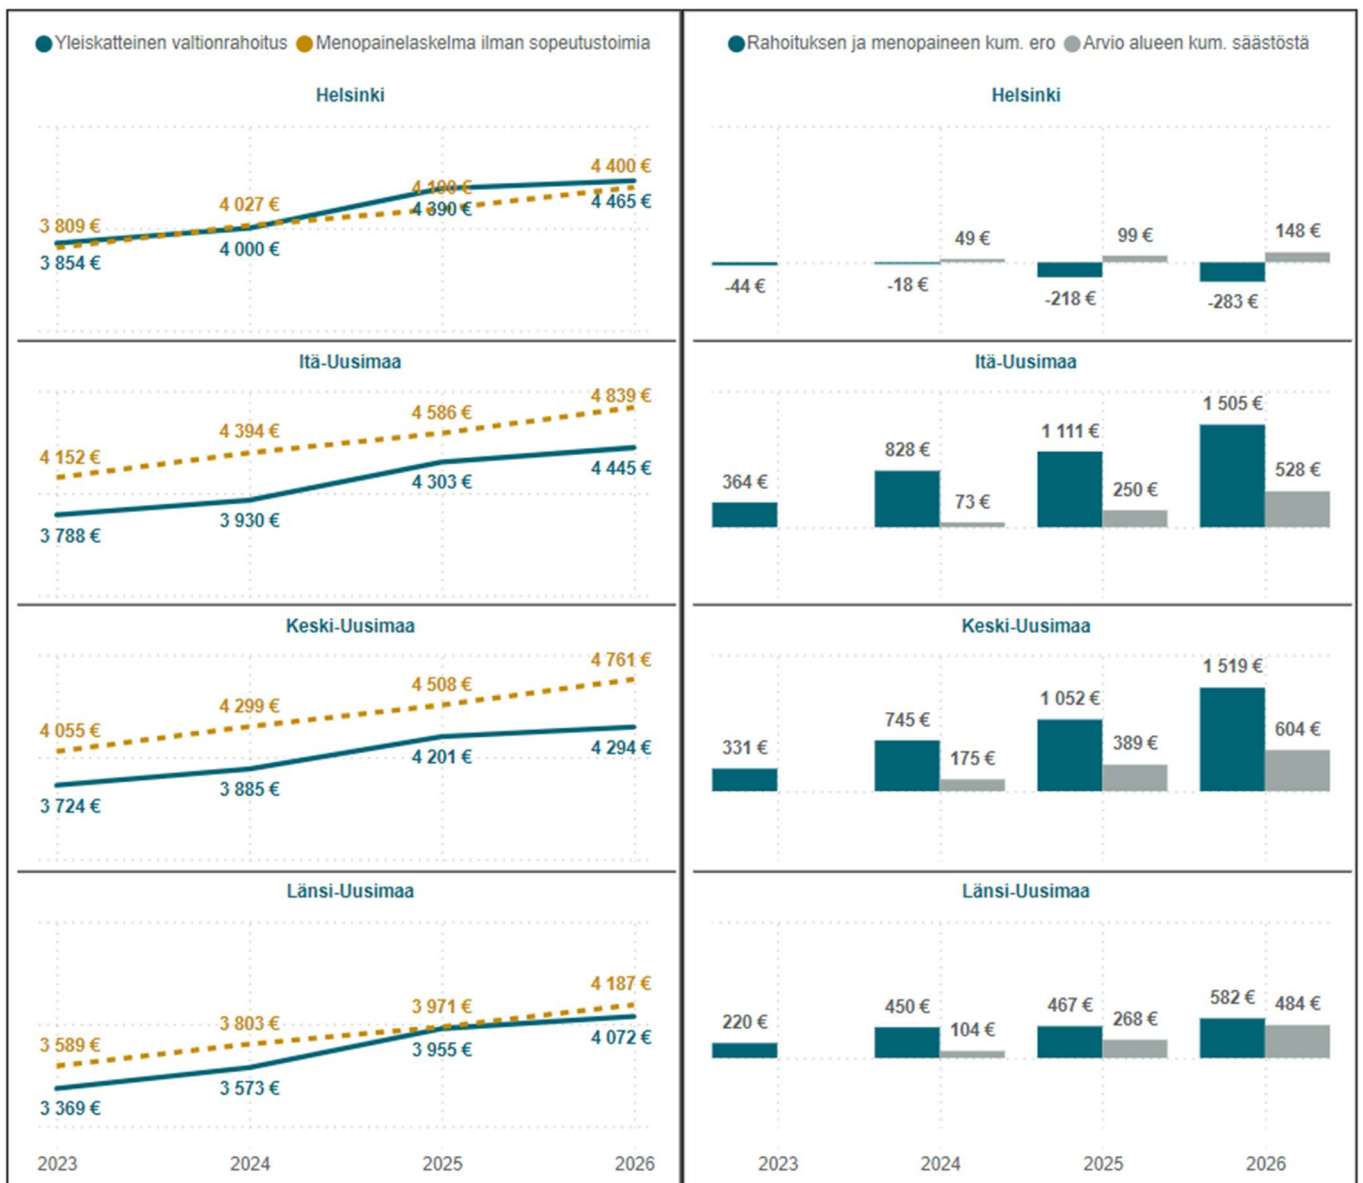 Yleiskatteinen valtionrahoitus Menopainelaskelma ilman sopeutustoimia
Helsinki
4 400 €
4 190 €
4 027 €
4 465 €
4 390 €
3 809 €
4 000 €
3 854 €
Itä-Uusimaa
4 839 €
4 586 €
4 394 €
4 152 €
4 445 €
4 303 €
3 930 €
3 788 €
Keski-Uusimaa
4 761 €
4 508 €
4 299 €
4 055 €
4 294 €
4 201 €
3 885 €
3 724 €
Länsi-Uusimaa
4 187 €
3 971 €
3 803 €
3 589 €
4 072 €
3 955 €
3 573 €
3 369 €
2023 2024 2025 2026
Rahoituksen ja menopaineen kum. ero Arvio alueen kum. säästöstä
Helsinki
49 € 99 € 148 €
-44 € -18 € -218 € -283 €
Itä-Uusimaa
1 505 €
1 111 €
828 €
528 €
364 €
250 €
73 €
Keski-Uusimaa
1 519 €
1 052 €
745 €
604 €
331 €
389 €
175 €
Länsi-Uusimaa
582 € 484 €
450 € 467 €
220 € 104 € 268 €
2023 2024 2025 2026